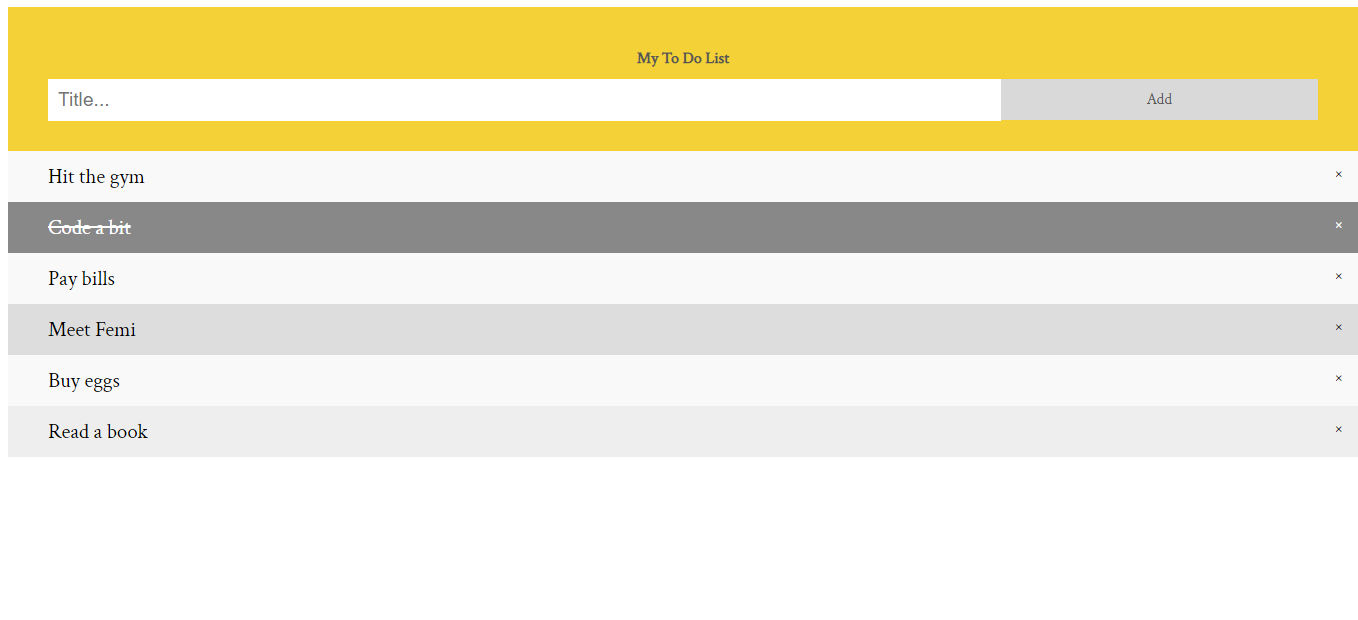 My To Do List
Title...
Add
Hit the gym ×
Code a bit ×
Pay bills ×
Meet Femi ×
Buy eggs ×
Read a book ×